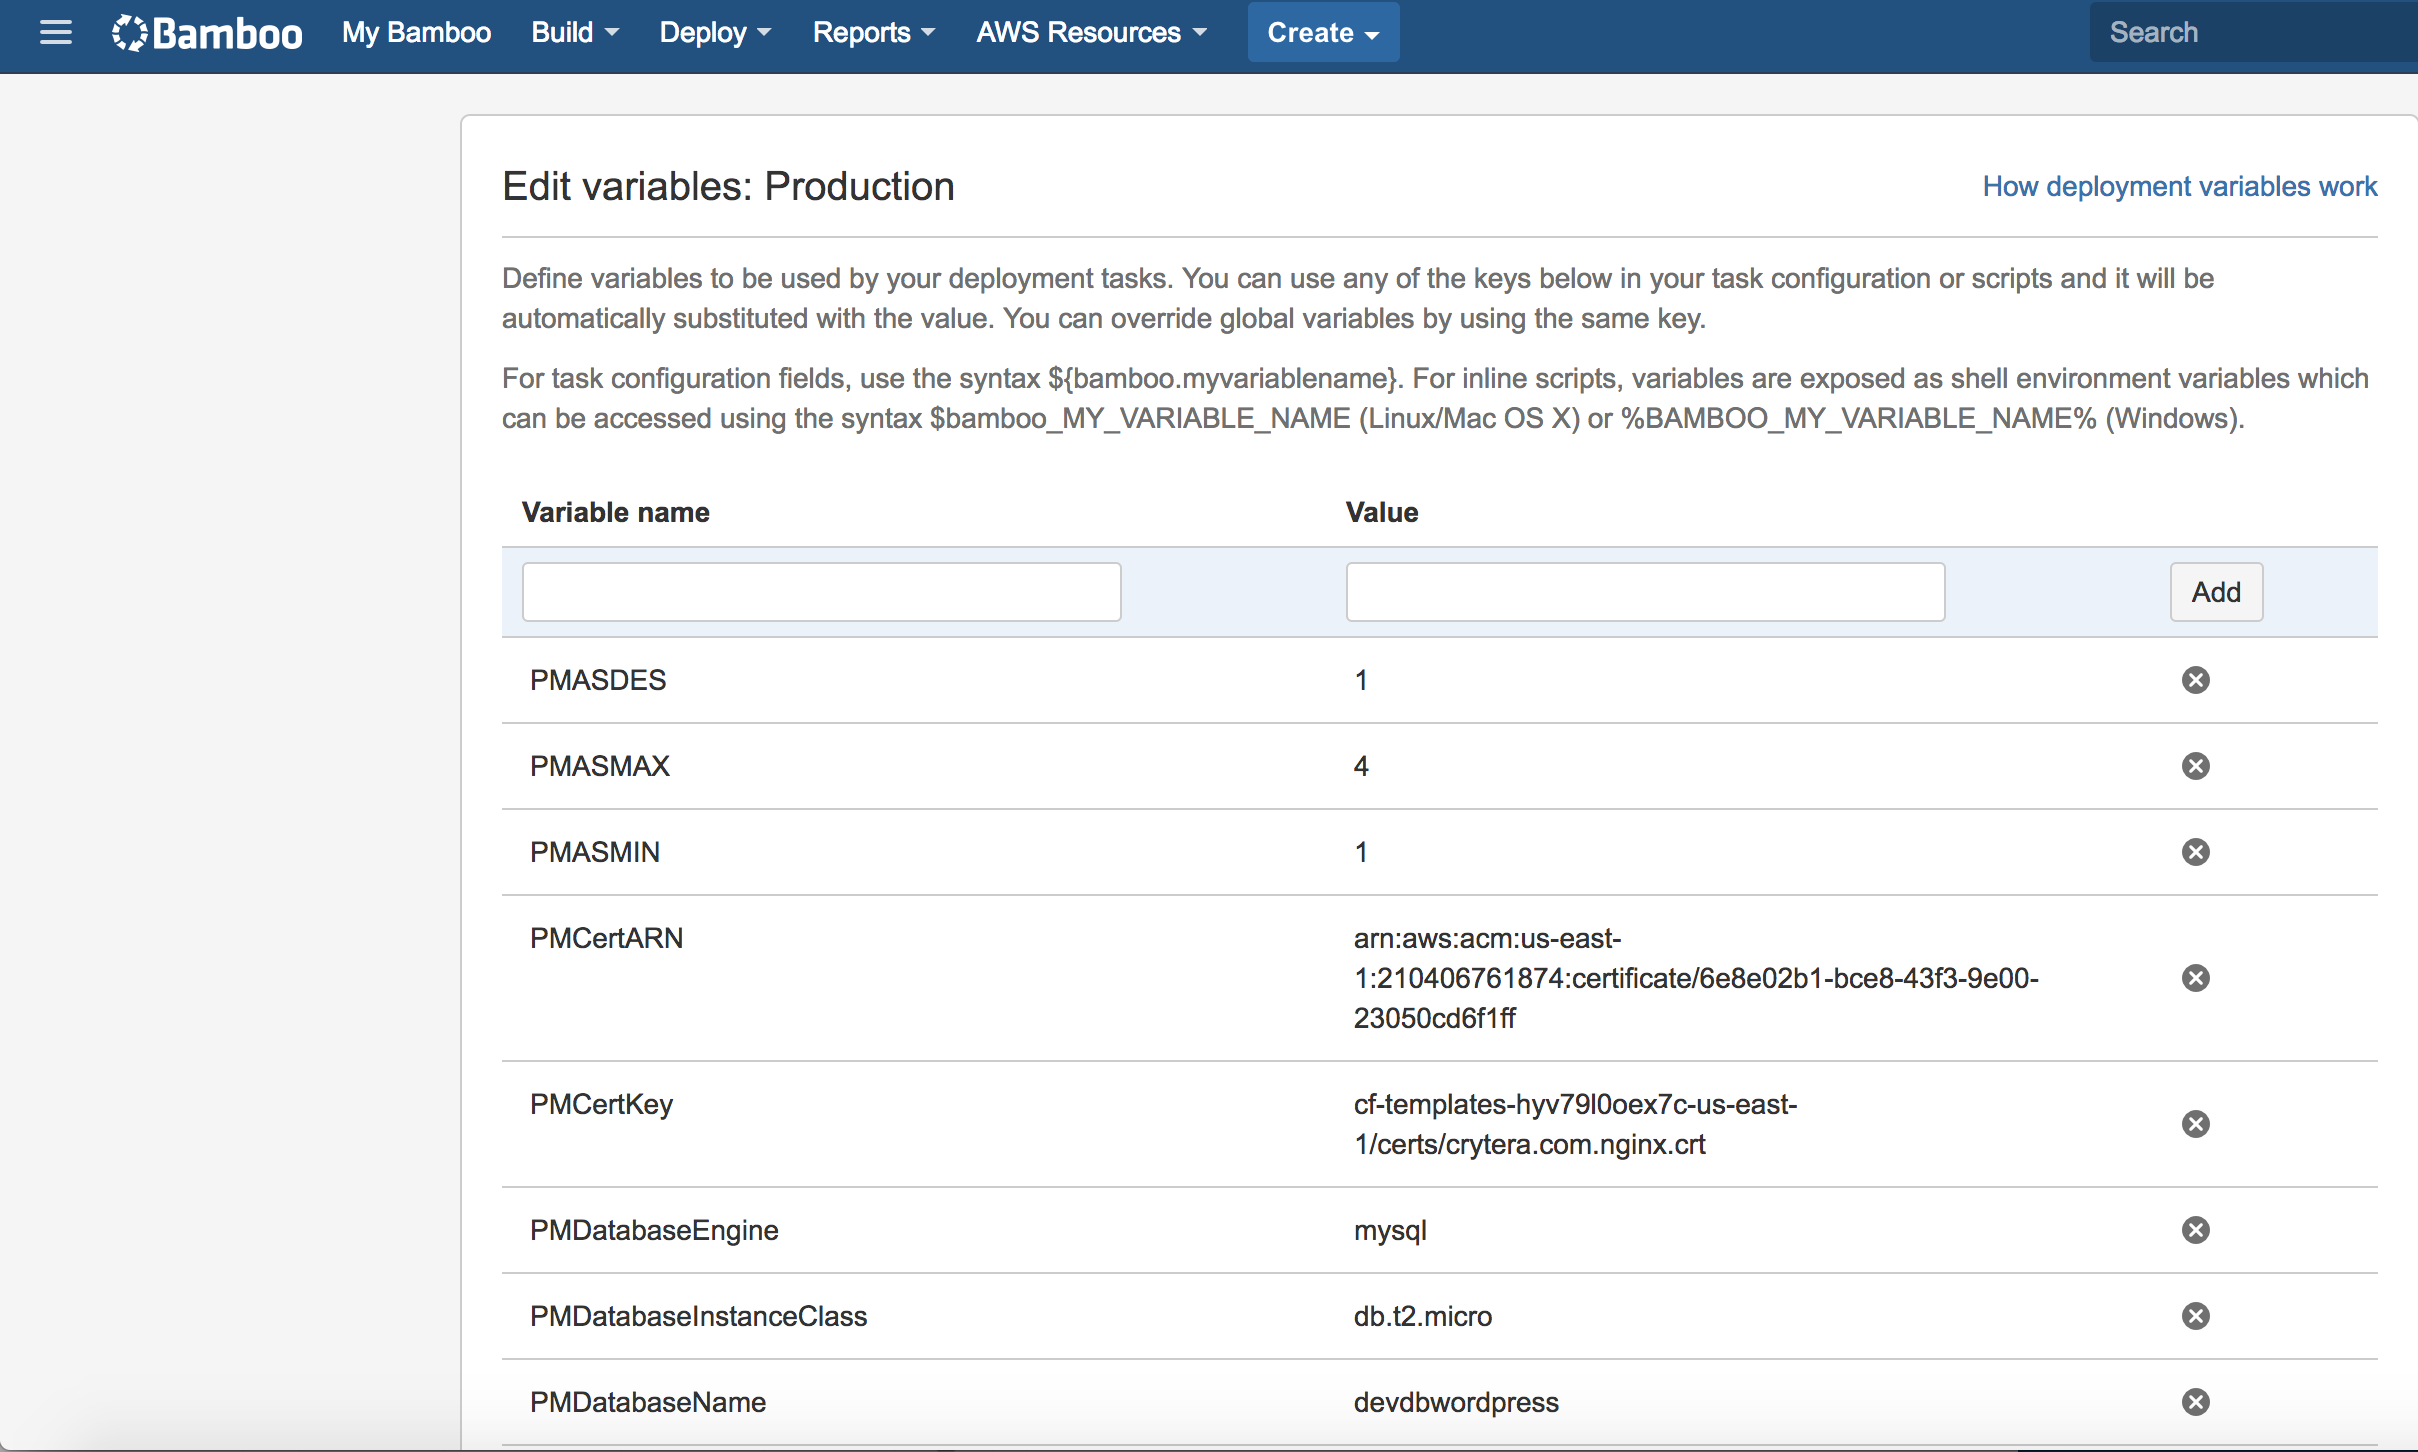 Bamboo My Bamboo Build Deploy Reports AWS Resources Create Search
Edit variables: Production How deployment variables work
Define variables to be used by your deployment tasks. You can use any of the keys below in your task configuration or scripts and it will be
automatically substituted with the value. You can override global variables by using the same key.
For task configuration fields, use the syntax ${bamboo.myvariablename}. For inline scripts, variables are exposed as shell environment variables which
can be accessed using the syntax $bamboo_MY_VARIABLE_NAME (Linux/Mac OS X) or %BAMBOO_MY_VARIABLE_NAME% (Windows).
Variable name Value
Add
PMASDES 1
PMASMAX 4
PMASMIN 1
PMCertARN arn:aws:acm:us-east-
1:210406761874:certificate/6e8e02b1-bce8-43f3-9e00-
23050cd6f1ff
PMCertKey cf-templates-hyv79l0oex7c-us-east-
1/certs/crytera.com.nginx.crt
PMDatabaseEngine mysql
PMDatabaseInstanceClass db.t2.micro
PMDatabaseName devdbwordpress